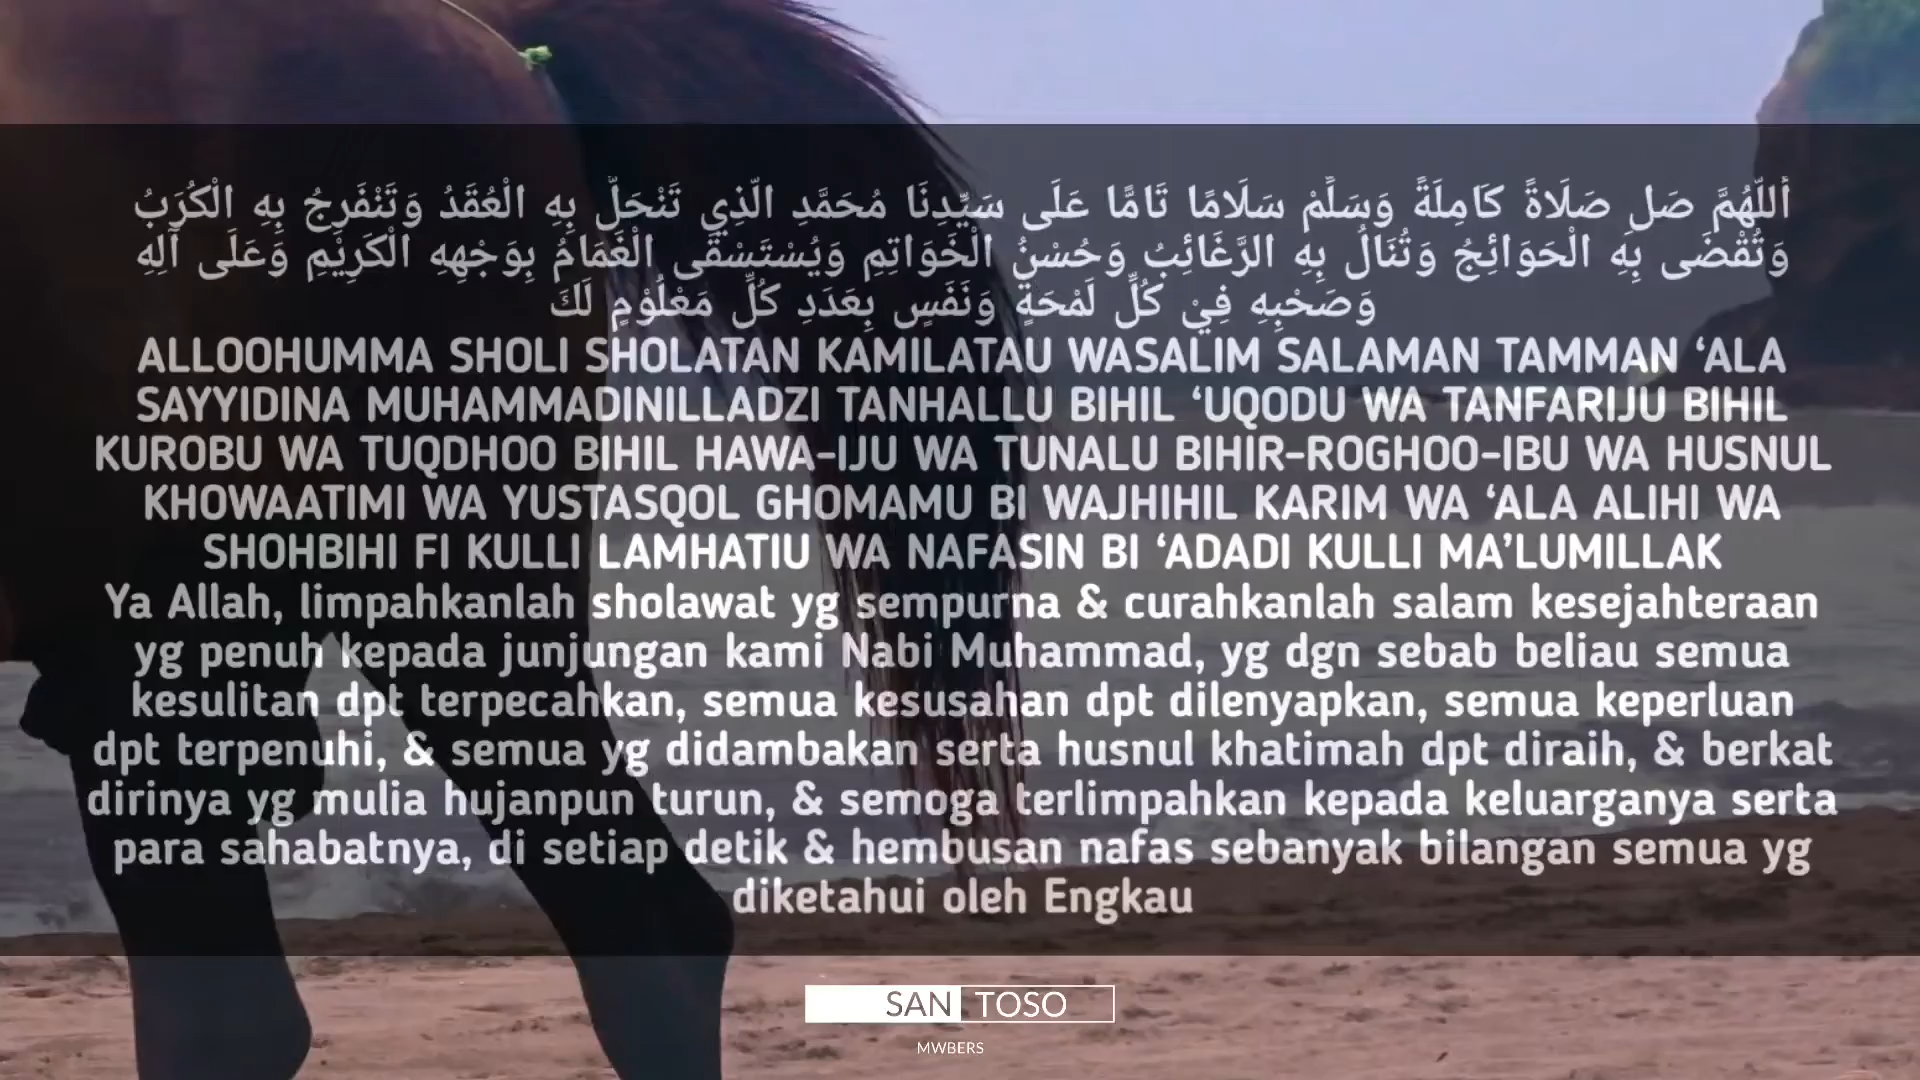 أَللّٰهُمَّ صَلِ صَلَاةً كَامِلَةً وَسَلِّمْ سَلَامًا تَامًّا عَلَى سَيِّدِنَا مُحَمَّدِ الّذِي تَنْحَلّ بِهِ الْعُقَدُ وَتَنْفَرِجُ بِهِ الْكُرَبُ
وَتُقْضَى بِهِ الْحَوَائِجُ وَتُنَالُ بِهِ الرَّغَائِبُ وَحُسْنُ الْخَوَاتِمِ وَيُسْتَسْقَى الْغَمَامُ بِوَجْهِهِ الْكَرِيْمِ وَعَلَى آلِهِ
وَصَحْبِهِ فِيْ كُلِّ لَمْحَةٍ وَنَفَسٍ بِعَدَدِ كُلِّ مَعْلُوْمٍ لَكَ
ALLOOHUMMA SHOLI SHOLATAN KAMILATAU WASALIM SALAMAN TAMMAN ‘ALA
SAYYIDINA MUHAMMADINILLADZI TANHALLU BIHIL ‘UQODU WA TANFARIJU BIHIL
KUROBU WA TUQDHOO BIHIL HAWA-IJU WA TUNALU BIHIR-ROGHOO-IBU WA HUSNUL
KHOWAATIMI WA YUSTASQOL GHOMAMU BI WAJHIHIL KARIM WA ‘ALA ALIHI WA
SHOHBIHI FI KULLI LAMHATIU WA NAFASIN BI ‘ADADI KULLI MA’LUMILLAK
Ya Allah, limpahkanlah sholawat yg sempurna & curahkanlah salam kesejahteraan
yg penuh kepada junjungan kami Nabi Muhammad, yg dgn sebab beliau semua
kesulitan dpt terpecahkan, semua kesusahan dpt dilenyapkan, semua keperluan
dpt terpenuhi, & semua yg didambakan serta husnul khatimah dpt diraih, & berkat
dirinya yg mulia hujanpun turun, & semoga terlimpahkan kepada keluarganya serta
para sahabatnya, di setiap detik & hembusan nafas sebanyak bilangan semua yg
diketahui oleh Engkau
SAN TOSO
MWBERS